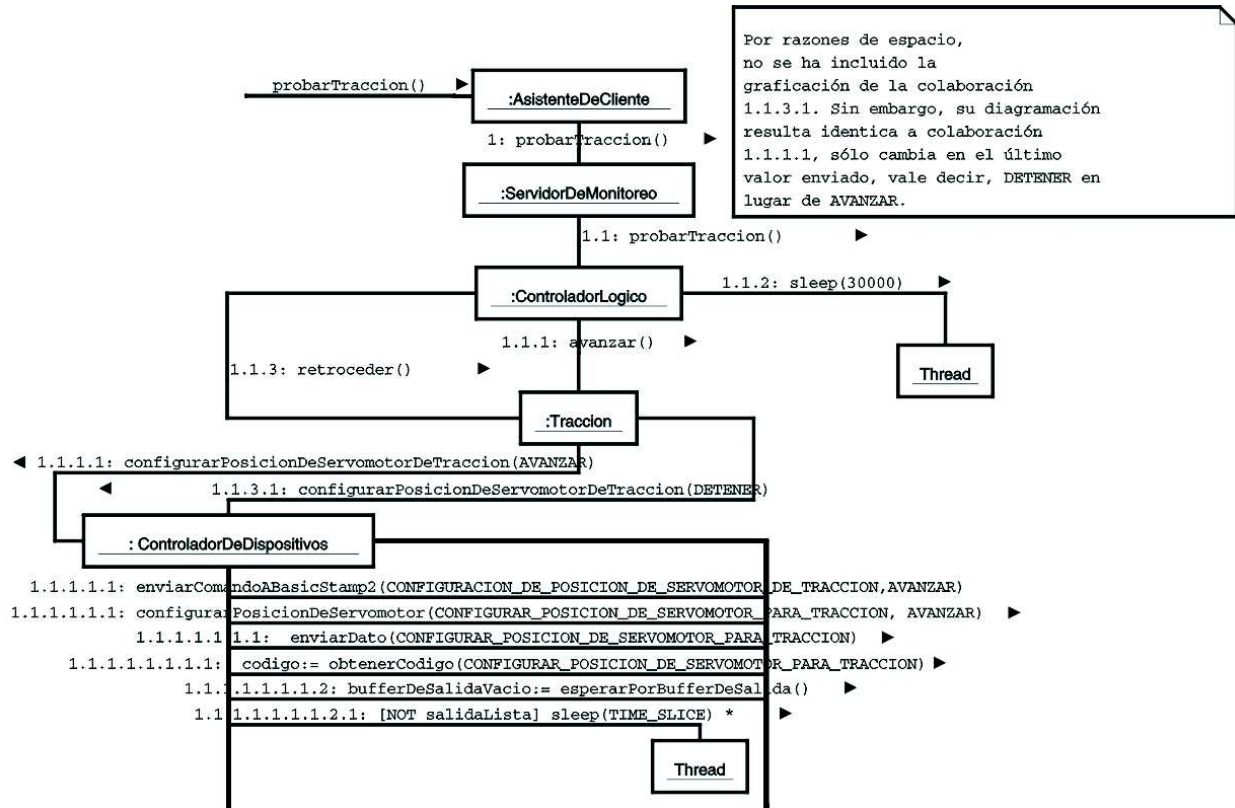 Por razones de espacio,
no se ha incluido la
graficación de la colaboración
1.1.3.1. Sin embargo, su diagramación
resulta identica a colaboración
1.1.1.1, sólo cambia en el último
valor enviado, vale decir, DETENER en
lugar de AVANZAR.
probarTraccion()
:AsistenteDeCliente
1: probarTraccion()
:ServidorDeMonitoreo
1.1: probarTraccion()
:ControladorLogico
1.1.2: sleep(30000)
1.1.1: avanzar()
Thread
1.1.3: retroceder()
:Traccion
1.1.1.1: configurarPosicionDeServomotorDeTraccion(AVANZAR)
1.1.3.1: configurarPosicionDeServomotorDeTraccion(DETENER)
: ControladorDeDispositivos
1.1.1.1.1: enviarComandoABasicStamp2(CONFIGURACION_DE_POSICION_DE_SERVOMOTOR_DE_TRACCION,AVANZAR)
1.1.1.1.1.1: configurarPosicionDeServomotor(CONFIGURAR_POSICION_DE_SERVOMOTOR_PARA_TRACCION, AVANZAR)
1.1.1.1.1.1.1: enviarDato(CONFIGURAR_POSICION_DE_SERVOMOTOR_PARA_TRACCION)
1.1.1.1.1.1.1.1: codigo:= obtenerCodigo(CONFIGURAR_POSICION_DE_SERVOMOTOR_PARA_TRACCION)
1.1.1.1.1.1.1.2: bufferDeSalidaVacio:= esperarPorBufferDeSalida()
1.1.1.1.1.1.1.2.1: [NOT salidaLista] sleep(TIME_SLICE) *
Thread